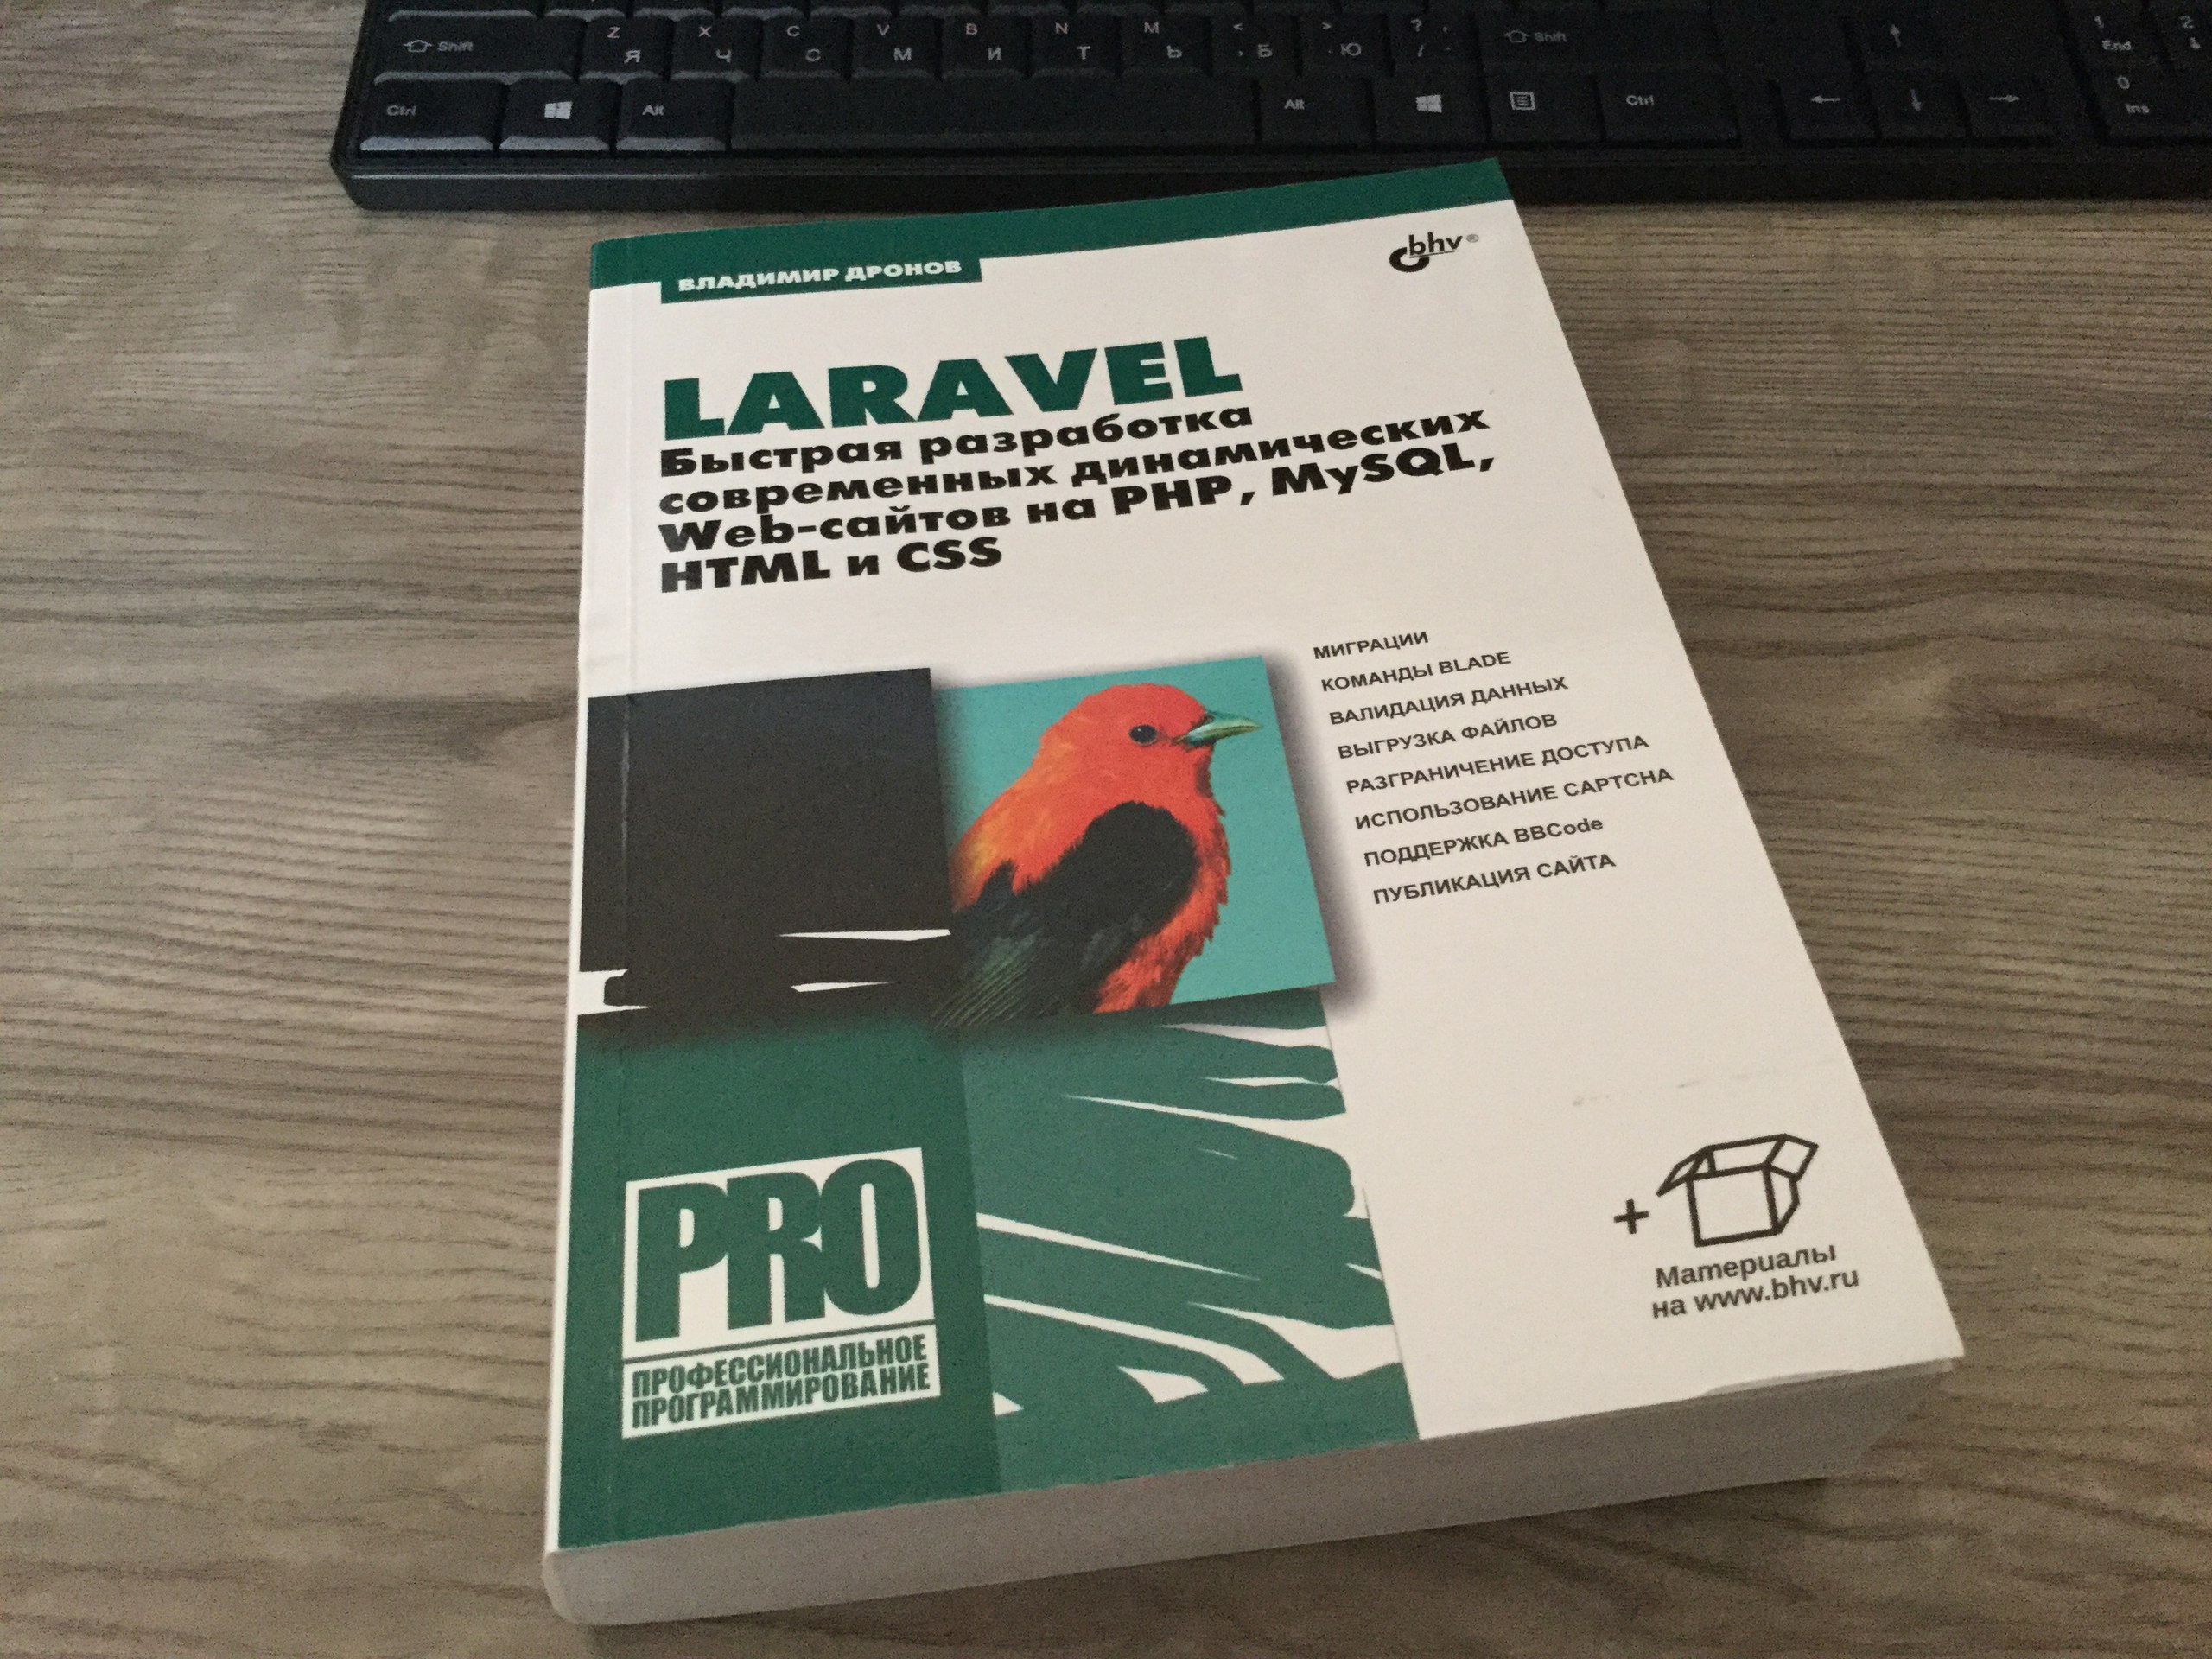 Shift Z Я X Ч C С V М B И N Т M Ь < , Б > . Ю ? , / . Shift 1 End 2
Ctrl Alt Alt Ctrl 0 Ins
ВЛАДИМИР ДРОНОВ
bhv®
LARAVEL
Быстрая разработка
современных динамических
Web-сайтов на PHP, MySQL,
HTML и CSS
МИГРАЦИИ
КОМАНДЫ BLADE
ВАЛИДАЦИЯ ДАННЫХ
ВЫГРУЗКА ФАЙЛОВ
РАЗГРАНИЧЕНИЕ ДОСТУПА
ИСПОЛЬЗОВАНИЕ CAPTCHA
ПОДДЕРЖКА BBCode
ПУБЛИКАЦИЯ САЙТА
PRO
ПРОФЕССИОНАЛЬНОЕ
ПРОГРАММИРОВАНИЕ
+
Материалы
на www.bhv.ru